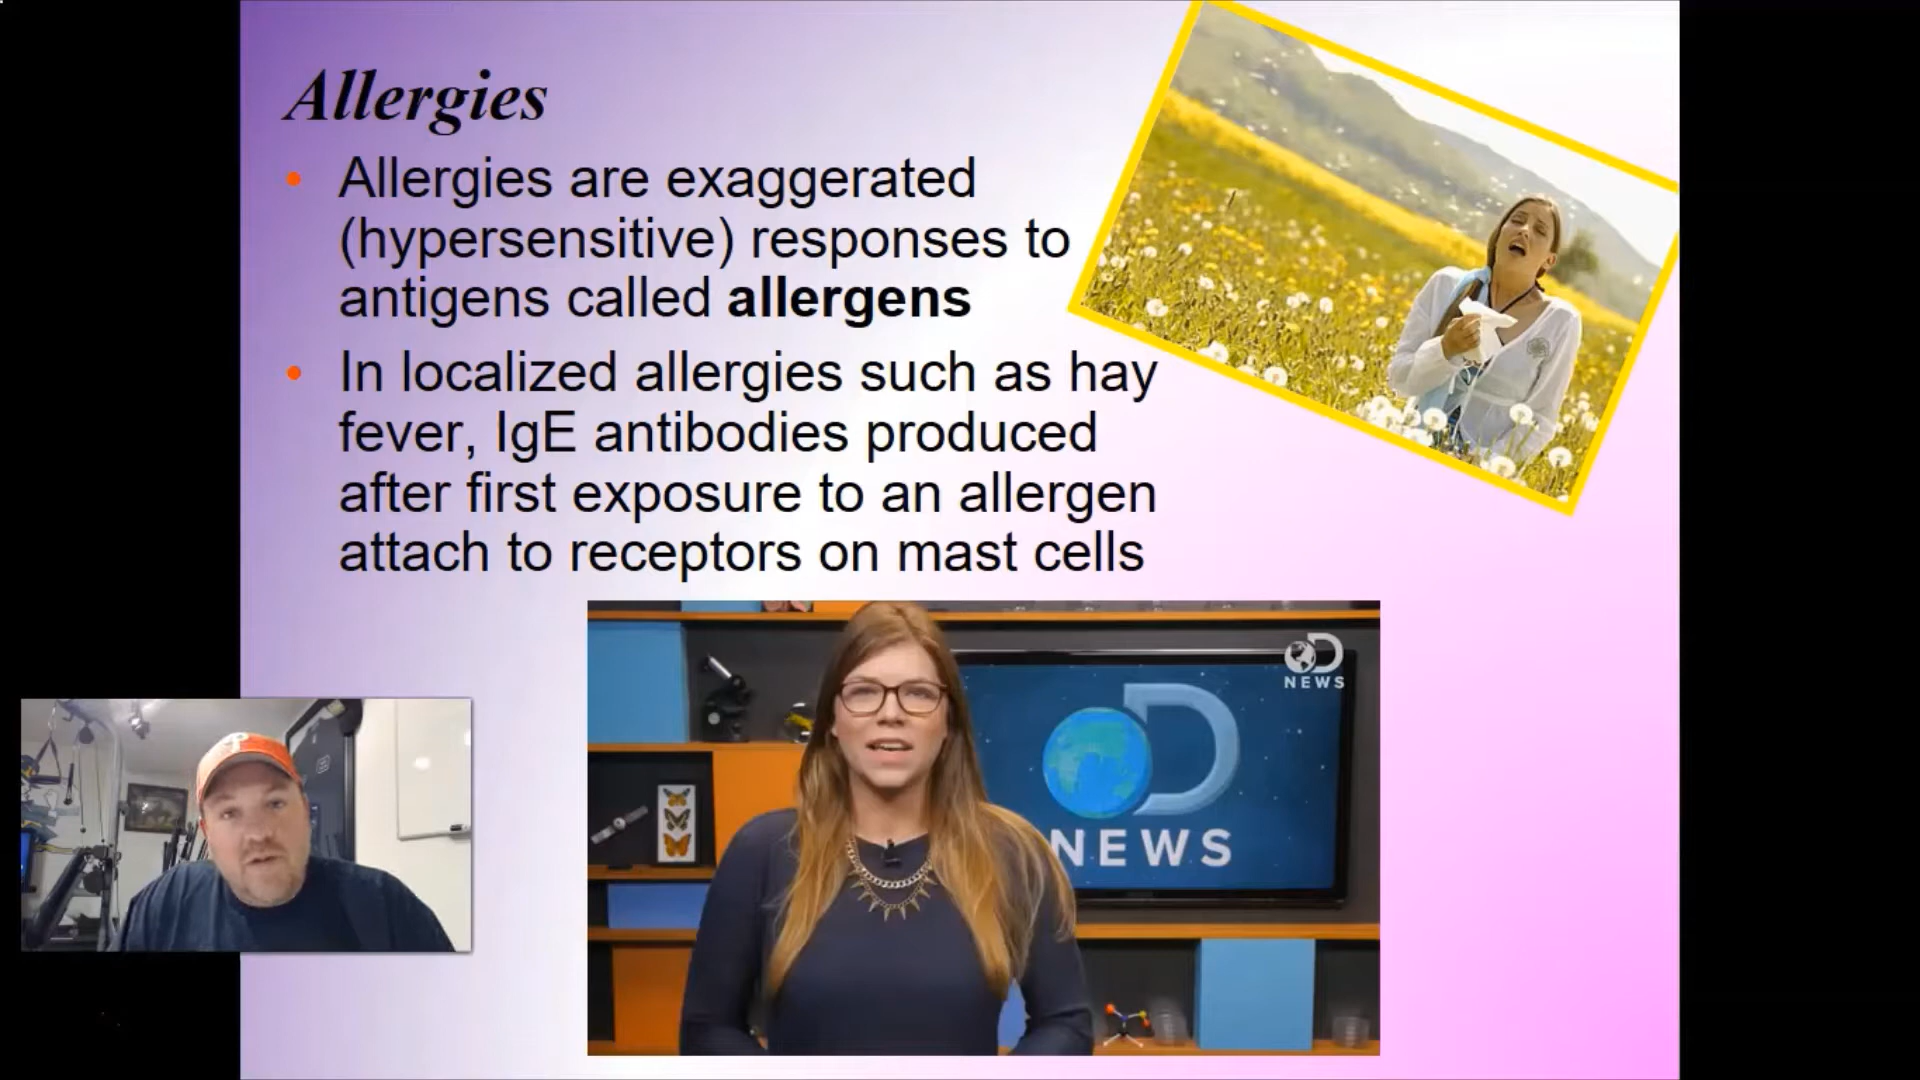 Allergies
• Allergies are exaggerated
(hypersensitive) responses to
antigens called allergens
• In localized allergies such as hay
fever, IgE antibodies produced
after first exposure to an allergen
attach to receptors on mast cells
D
NEWS
D
NEWS
P